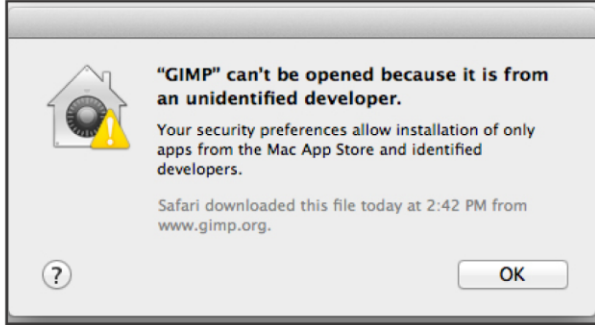 “GIMP” can't be opened because it is from
an unidentified developer.
Your security preferences allow installation of only
apps from the Mac App Store and identified
developers.
Safari downloaded this file today at 2:42 PM from
www.gimp.org.
?
OK